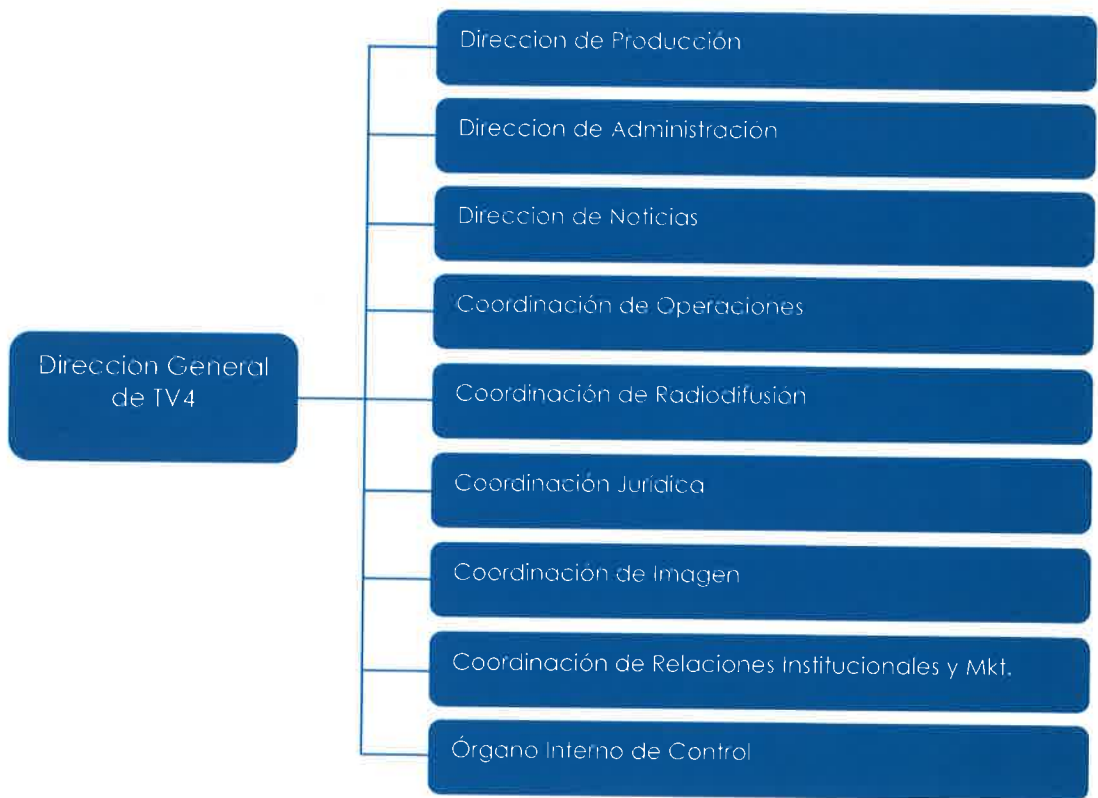 Direccion de Producción
Direccion de Administración
Direccion de Noticias
Coordinación de Operaciones
Dirección General
de TV4
Coordinación de Radiodifusión
Coordinación Jurídica
Coordinación de Imagen
Coordinación de Relaciones Institucionales y Mkt.
Órgano Interno de Control